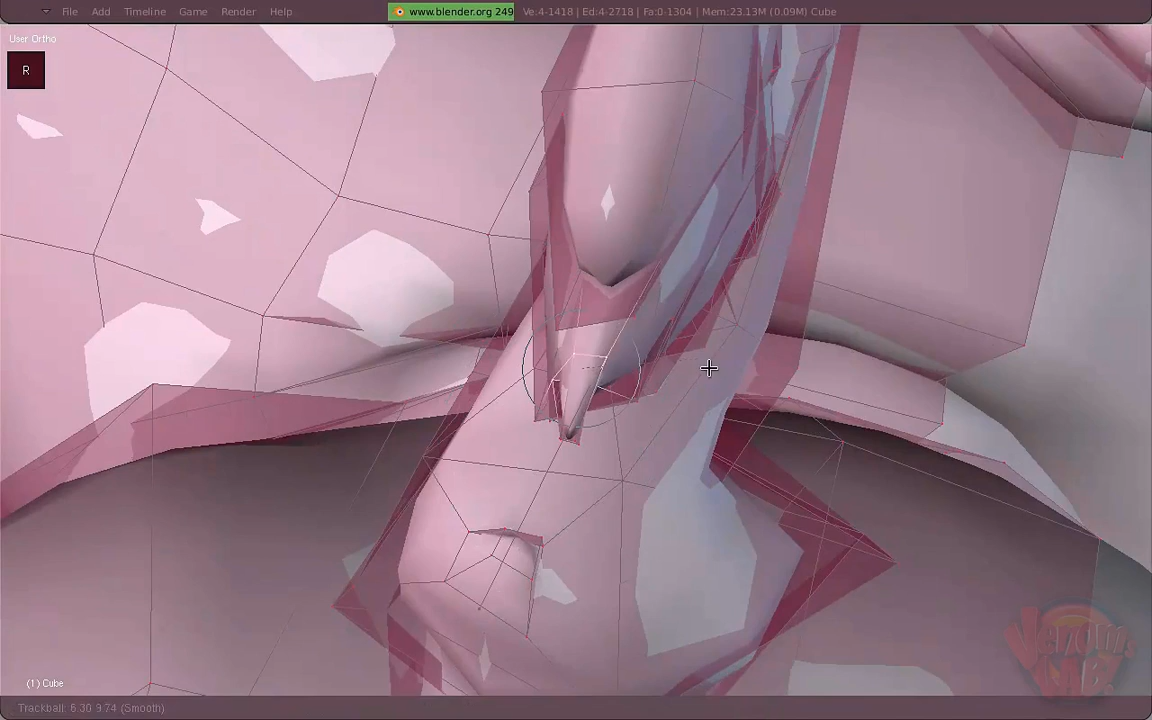 File Add Timeline Game Render Help www.blender.org 249 Ve:4-1418 | Ed:4-2718 | Fa:0-1304 | Mem:23.13M (0.09M) Cube
User Ortho
R
(1) Cube
Trackball: 6.30 9.74 (Smooth)